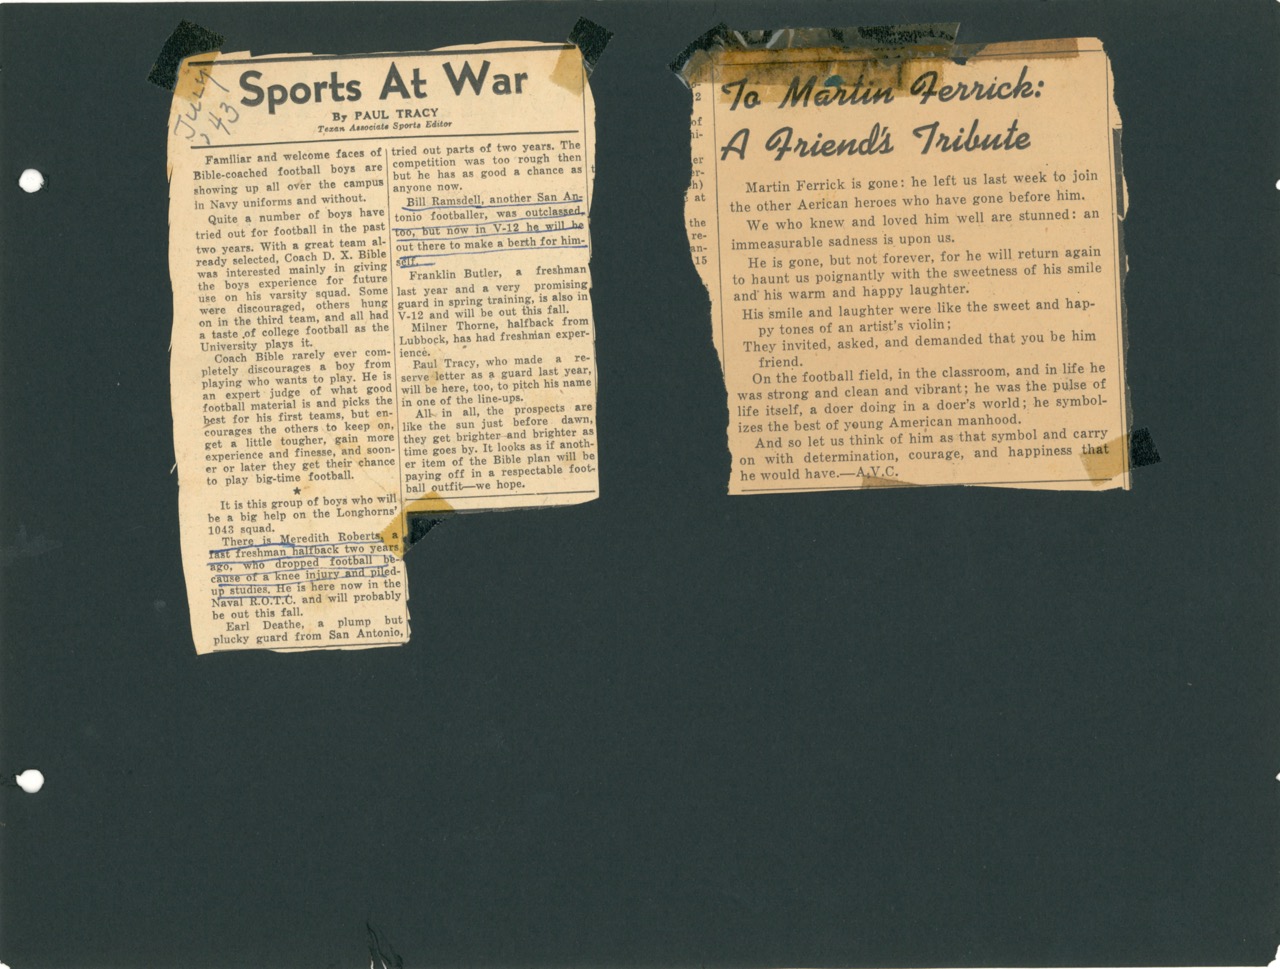 July
'43
Sports At War
By PAUL TRACY
Texan Associate Sports Editor
Familiar and welcome faces of
Bible-coached football boys are
showing up all over the campus
in Navy uniforms and without.
Quite a number of boys have
tried out for football in the past
two years. With a great team al-
ready selected, Coach D. X. Bible
was interested mainly in giving
the boys experience for future
use on his varsity squad. Some
were discouraged, others hung
on in the third team, and all had
a taste of college football as the
University plays it.
Coach Bible rarely ever com-
pletely discourages a boy from
playing who wants to play. He is
an expert judge of what good
football material is and picks the
best for his first teams, but en-
courages the others to keep on,
get a little tougher, gain more
experience and finesse, and soon-
er or later they get their chance
to play big-time football.
★
It is this group of boys who will
be a big help on the Longhorns'
1043 squad.
There is Meredith Roberts, a
fast freshman halfback two years
ago, who dropped football be-
cause of a knee injury and piled-
up studies. He is here now in the
Naval R.O.T.C. and will probably
be out this fall.
Earl Deathe, a plump but
plucky guard from San Antonio,
tried out parts of two years. The
competition was too rough then
but he has as good a chance as
anyone now.
Bill Ramsdell, another San An-
tonio footballer, was outclassed,
too, but now in V-12 he will be
out there to make a berth for him-
self.
Franklin Butler, a freshman
last year and a very promising
guard in spring training, is also in
V-12 and will be out this fall.
Milner Thorne, halfback from
Lubbock, has had freshman exper-
ience.
Paul Tracy, who made a re-
serve letter as a guard last year,
will be here, too, to pitch his name
in one of the line-ups.
All in all, the prospects are
like the sun just before dawn,
they get brighter and brighter as
time goes by. It looks as if anoth-
er item of the Bible plan will be
paying off in a respectable foot-
ball outfit—we hope.
2
of
hi-
er
er-
h)
at
the
re-
an-
15
To Martin Ferrick:
A Friend's Tribute
Martin Ferrick is gone: he left us last week to join
the other Aerican heroes who have gone before him.
We who knew and loved him well are stunned: an
immeasurable sadness is upon us.
He is gone, but not forever, for he will return again
to haunt us poignantly with the sweetness of his smile
and his warm and happy laughter.
His smile and laughter were like the sweet and hap-
py tones of an artist's violin;
They invited, asked, and demanded that you be him
friend.
On the football field, in the classroom, and in life he
was strong and clean and vibrant; he was the pulse of
life itself, a doer doing in a doer's world; he symbol-
izes the best of young American manhood.
And so let us think of him as that symbol and carry
on with determination, courage, and happiness that
he would have.—A.V.C.